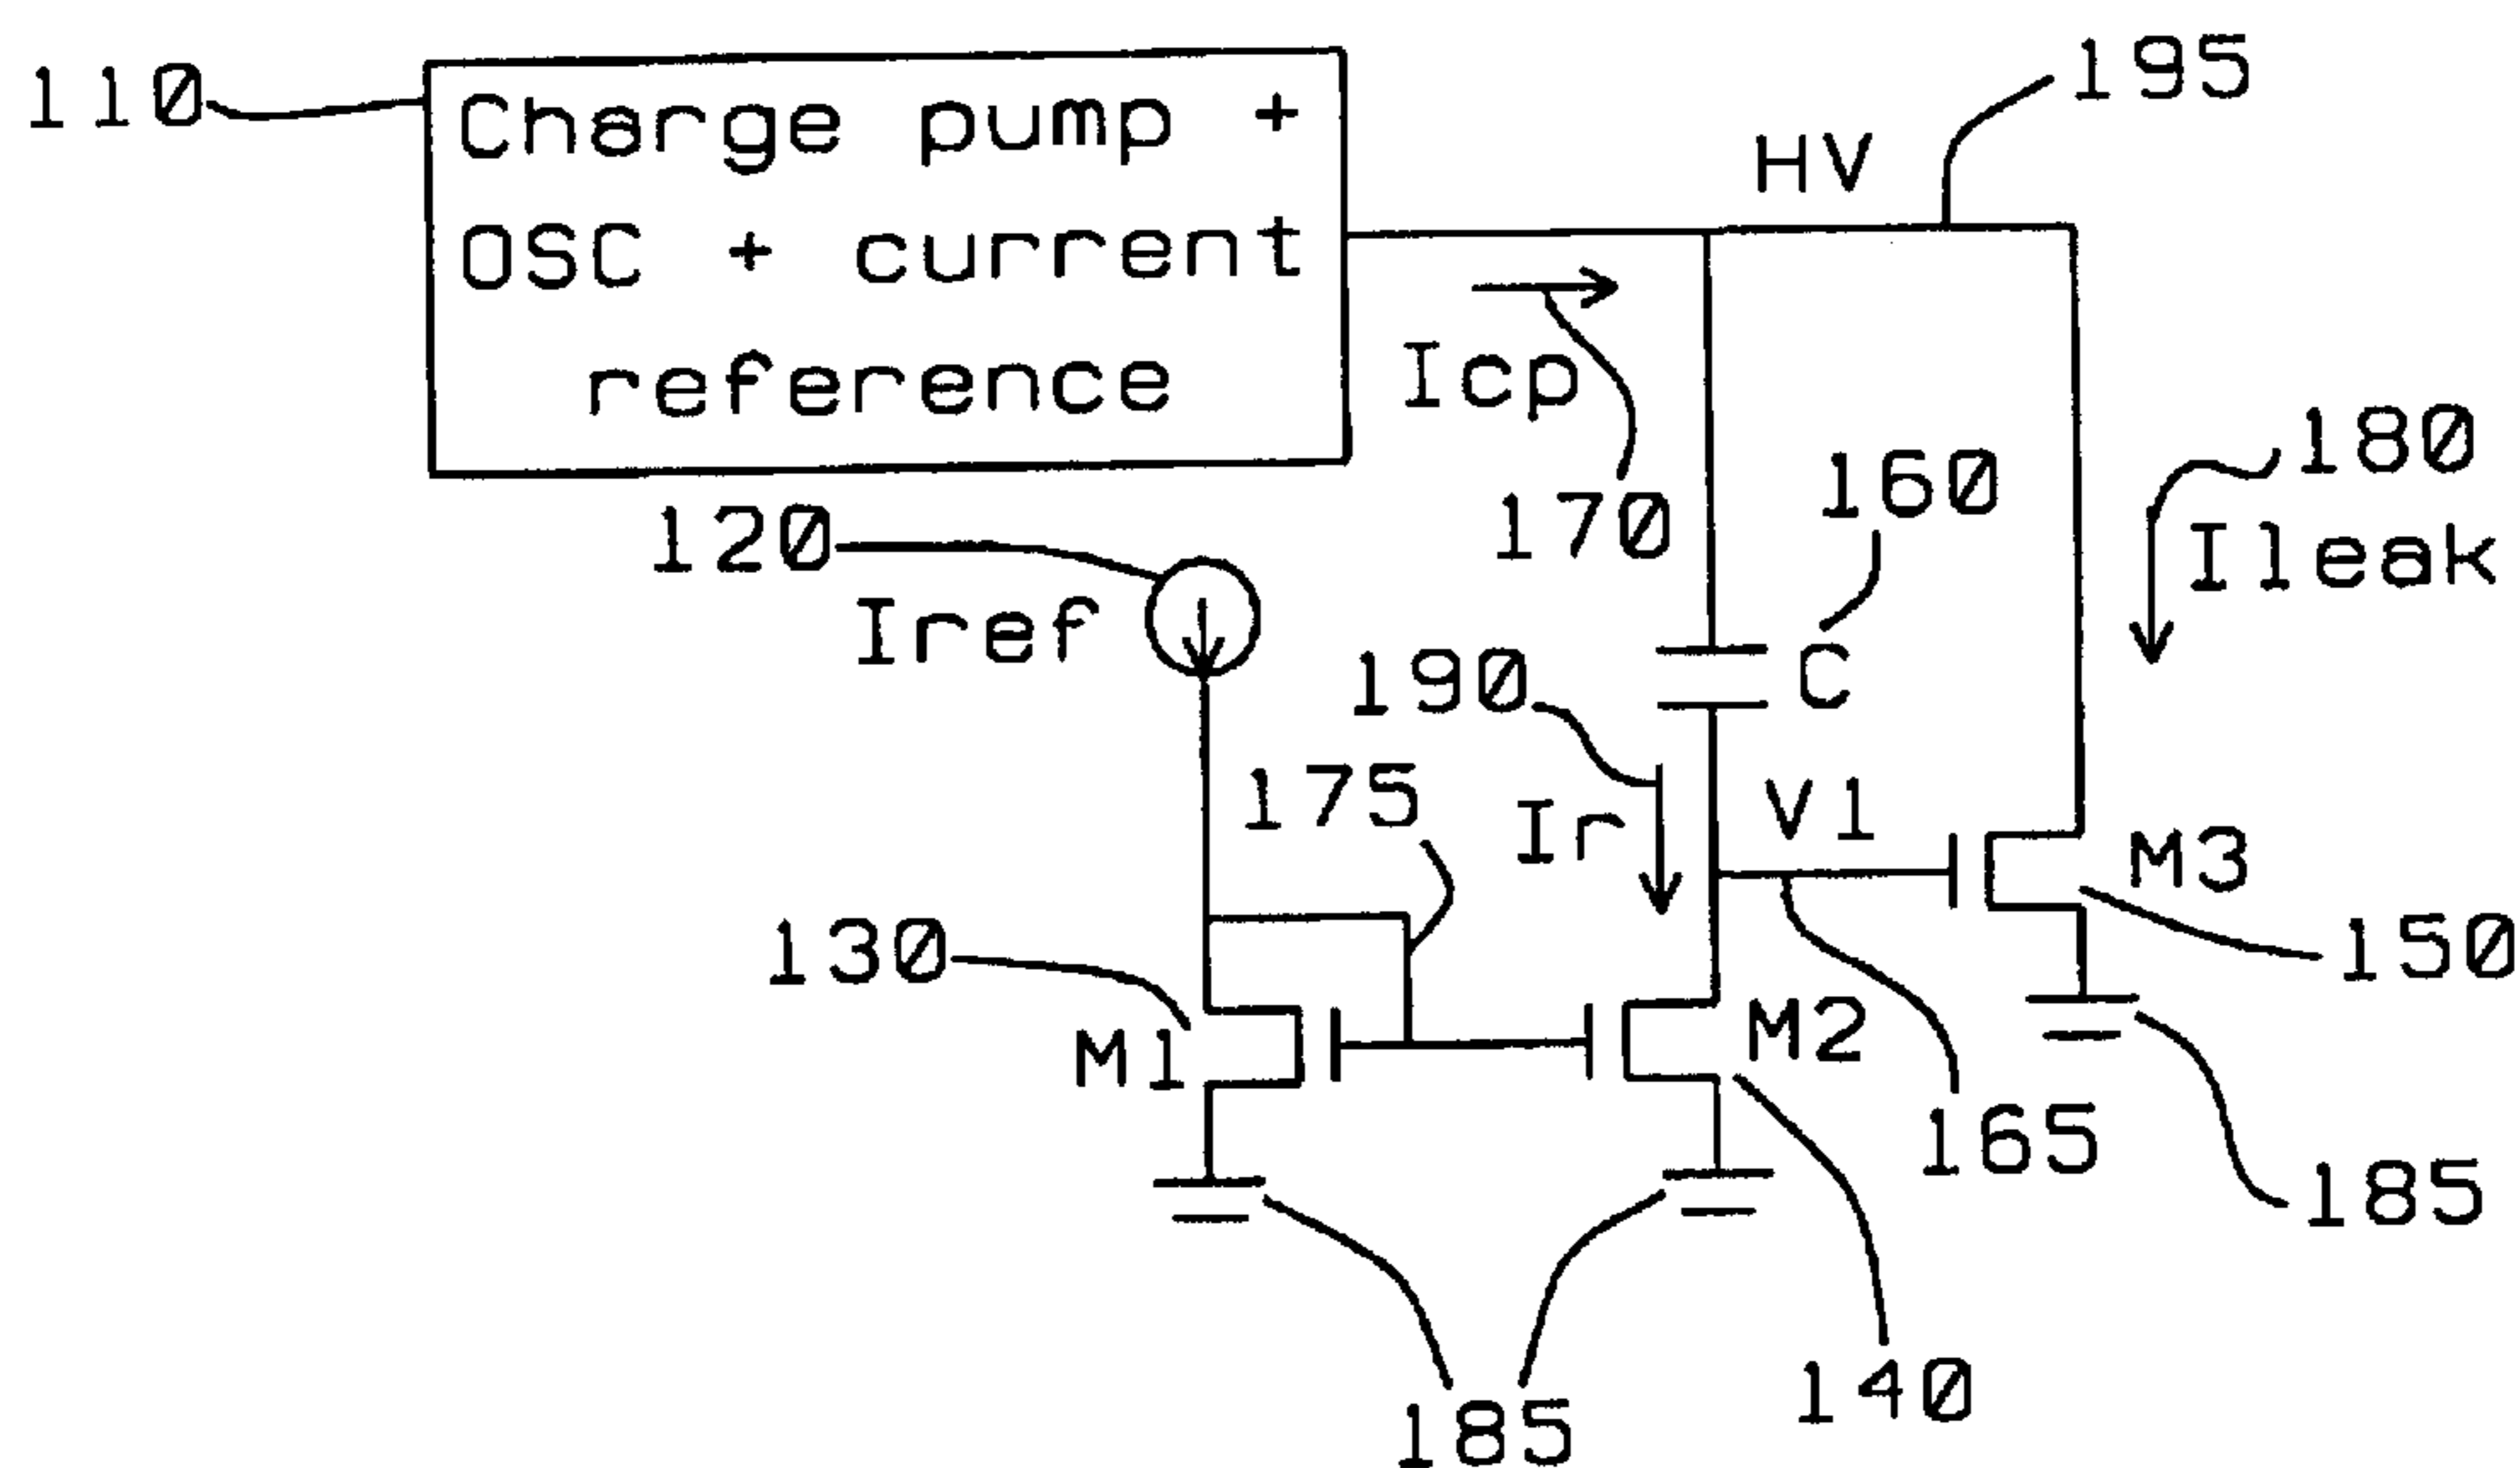 110
Charge pump +
OSC + current
reference
195
HV
Icp
170
180
Ileak
160
C
120
Iref
190
Ir
175
V1
M3
150
130
M1
M2
165
185
140
185